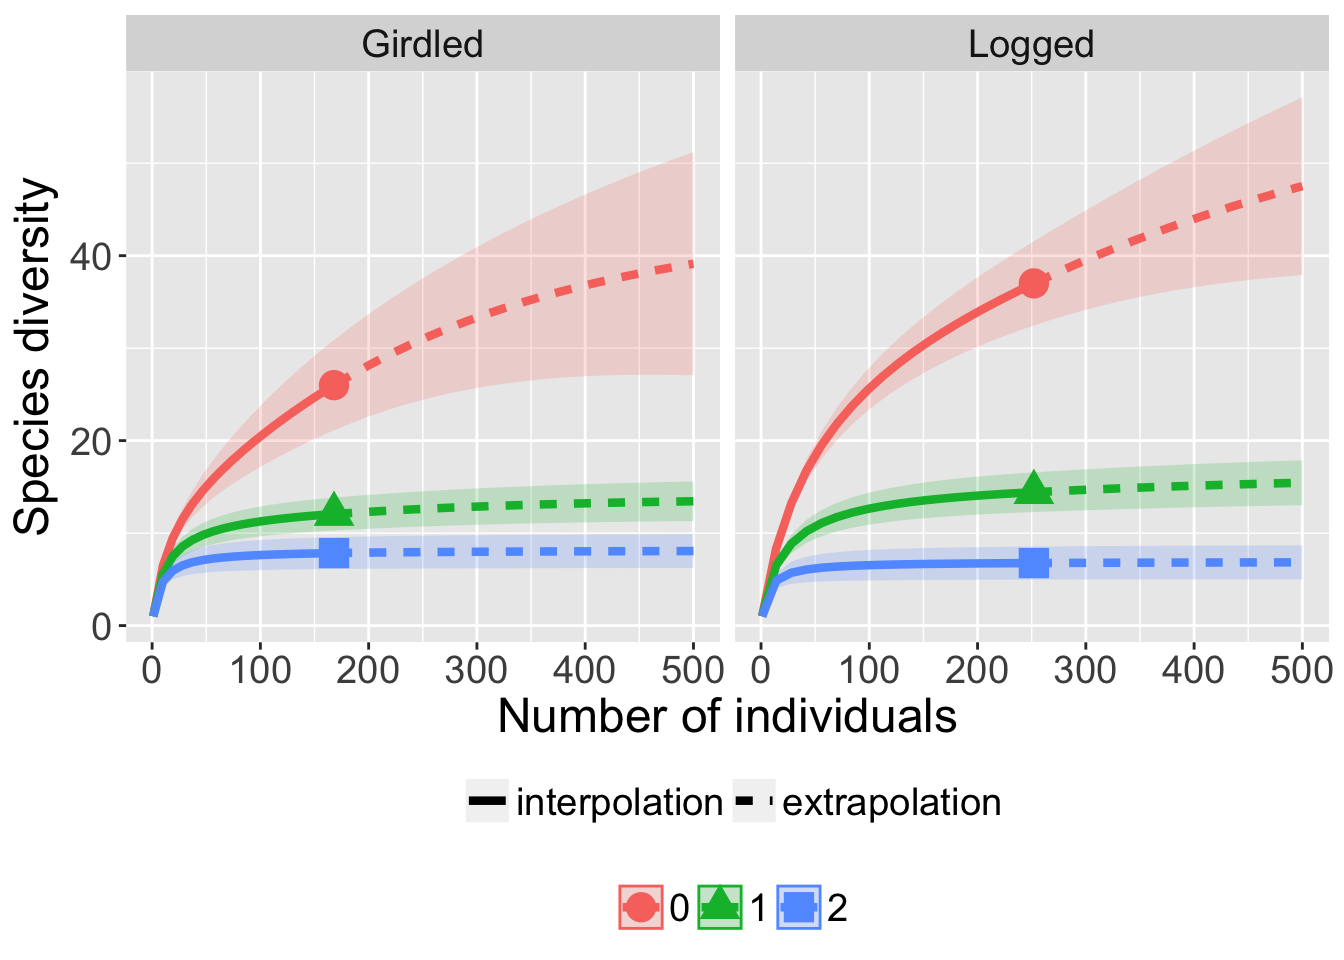 Girdled Logged
Species diversity
40
20
0
0 100 200 300 400 500 0 100 200 300 400 500
Number of individuals
interpolation extrapolation
0 1 2